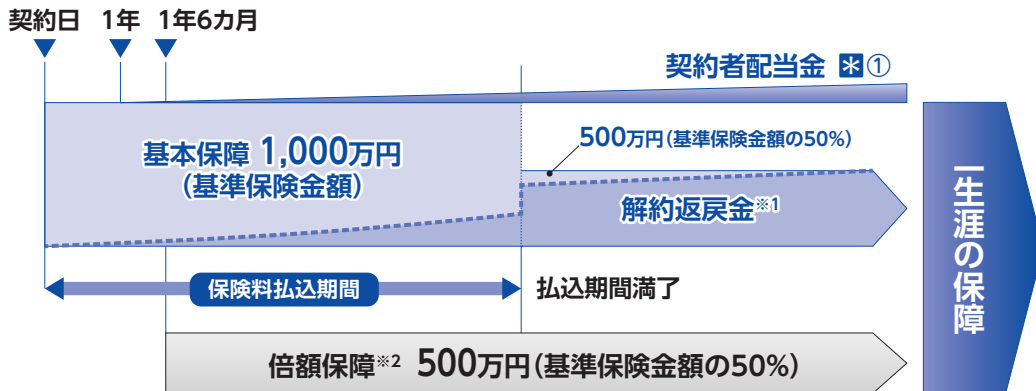 契約日 1年 1年6カ月
契約者配当金 *①
基本保障 1,000万円
(基準保険金額)
500万円(基準保険金額の50%)
解約返戻金※1
保険料払込期間
払込期間満了
倍額保障※2 500万円(基準保険金額の50%)
一生涯の保障